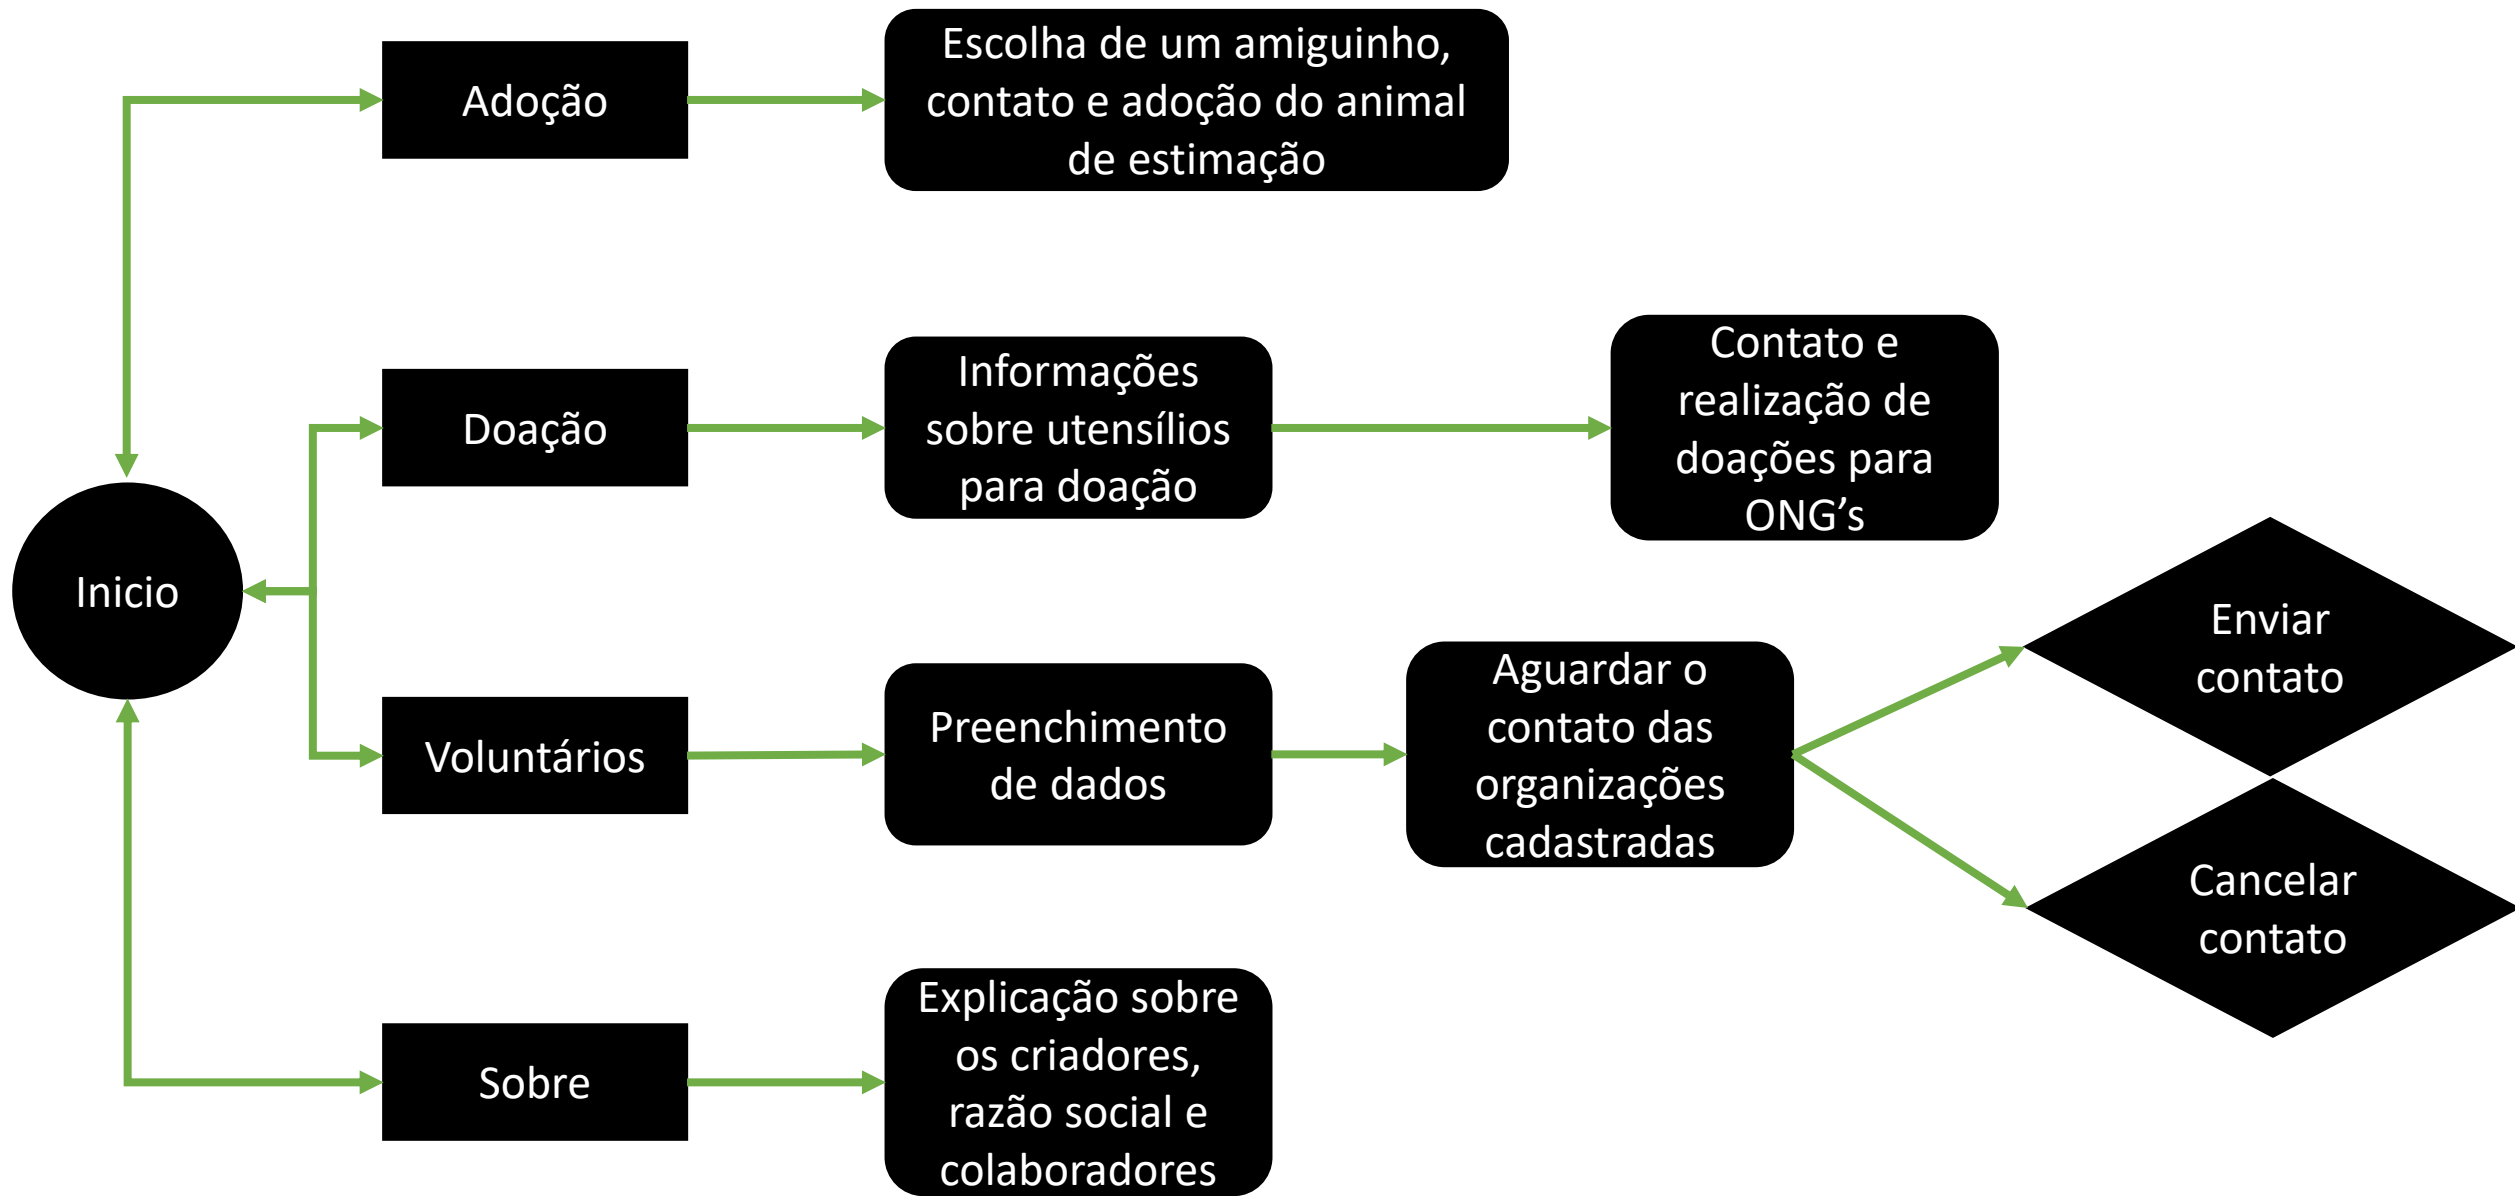 Inicio
Adoção
Escolha de um amiguinho,
contato e adoção do animal
de estimação
Doação
Informações
sobre utensílios
para doação
Contato e
realização de
doações para
ONG’s
Voluntários
Preenchimento
de dados
Aguardar o
contato das
organizações
cadastradas
Enviar
contato
Cancelar
contato
Sobre
Explicação sobre
os criadores,
razão social e
colaboradores